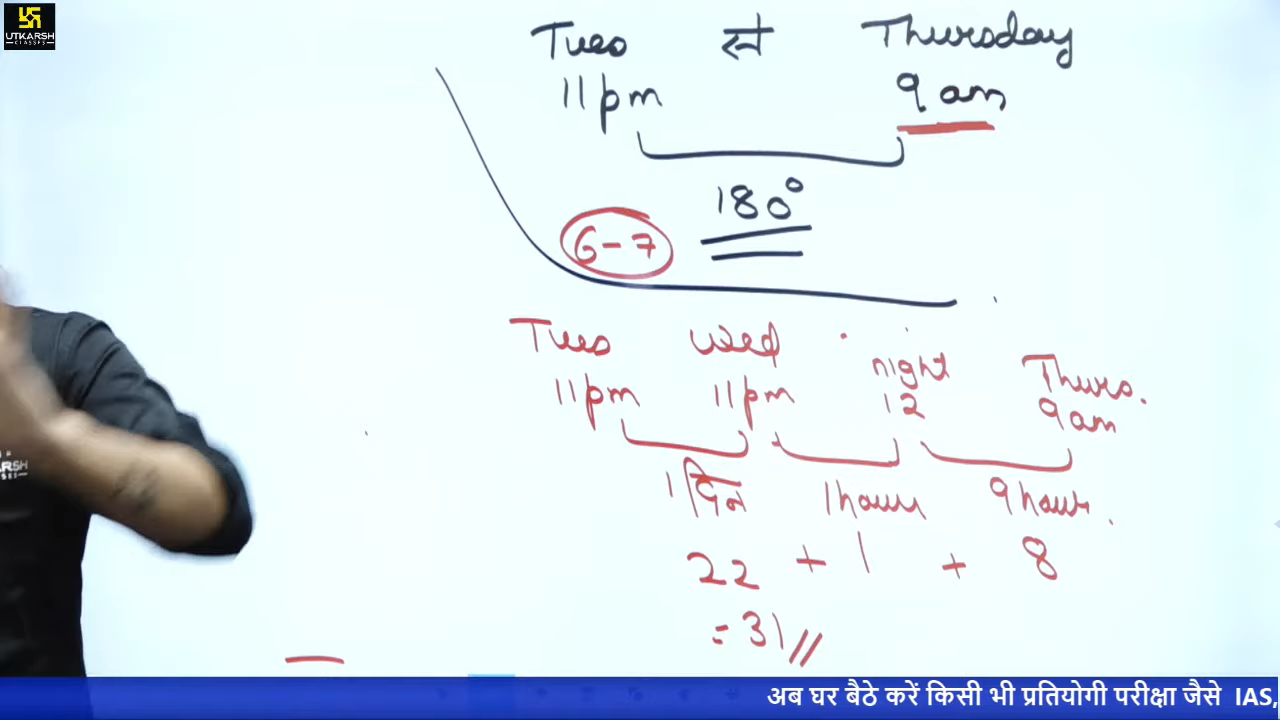 UTKARSH
CLASSES
Tues से Thursday
11pm 9am
180°
6-7
Tues Wed night Thurs.
11pm 11pm 12 9am
1 दिन 1 hour 9 hour.
22 + 1 + 8
= 31 //
अब घर बैठे करें किसी भी प्रतियोगी परीक्षा जैसे IAS,